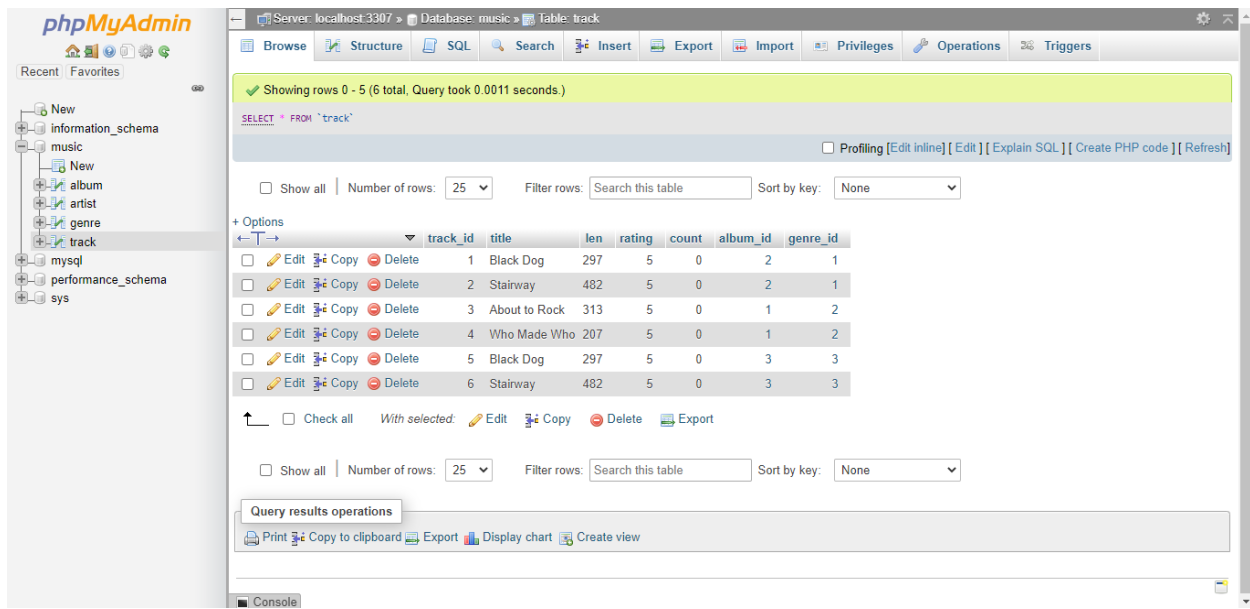 phpMyAdmin
Recent Favorites
New
information_schema
music
New
album
artist
genre
track
mysql
performance_schema
sys
Server: localhost:3307 » Database: music » Table: track
Browse Structure SQL Search Insert Export Import Privileges Operations Triggers
Showing rows 0 - 5 (6 total, Query took 0.0011 seconds.)
SELECT * FROM `track`
Profiling [Edit inline] [ Edit ] [ Explain SQL ] [ Create PHP code ] [ Refresh]
Show all Number of rows: 25 Filter rows: Search this table Sort by key: None
+ Options
←T→ track_id title len rating count album_id genre_id
Edit Copy Delete 1 Black Dog 297 5 0 2 1
Edit Copy Delete 2 Stairway 482 5 0 2 1
Edit Copy Delete 3 About to Rock 313 5 0 1 2
Edit Copy Delete 4 Who Made Who 207 5 0 1 2
Edit Copy Delete 5 Black Dog 297 5 0 3 3
Edit Copy Delete 6 Stairway 482 5 0 3 3
Check all With selected: Edit Copy Delete Export
Show all Number of rows: 25 Filter rows: Search this table Sort by key: None
Query results operations
Print Copy to clipboard Export Display chart Create view
Console